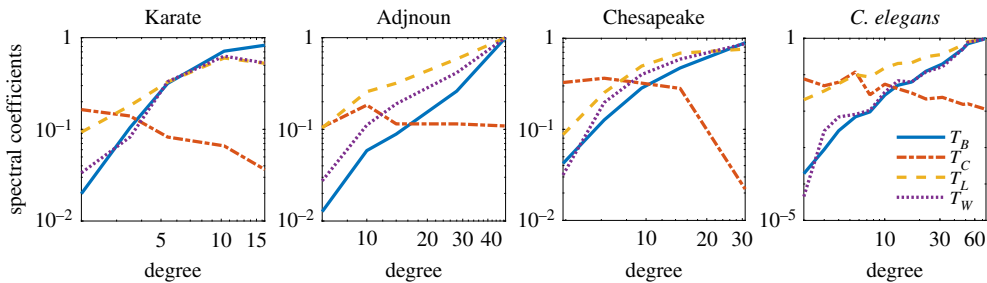 Karate Adjnoun Chesapeake C. elegans
spectral coefficients
1 1 1 1
10⁻¹ 10⁻¹ 10⁻¹
10⁻² 10⁻² 10⁻² 10⁻⁵
T_B
T_C
T_L
T_W
5 10 15 10 20 30 40 10 20 30 10 30 60
degree degree degree degree